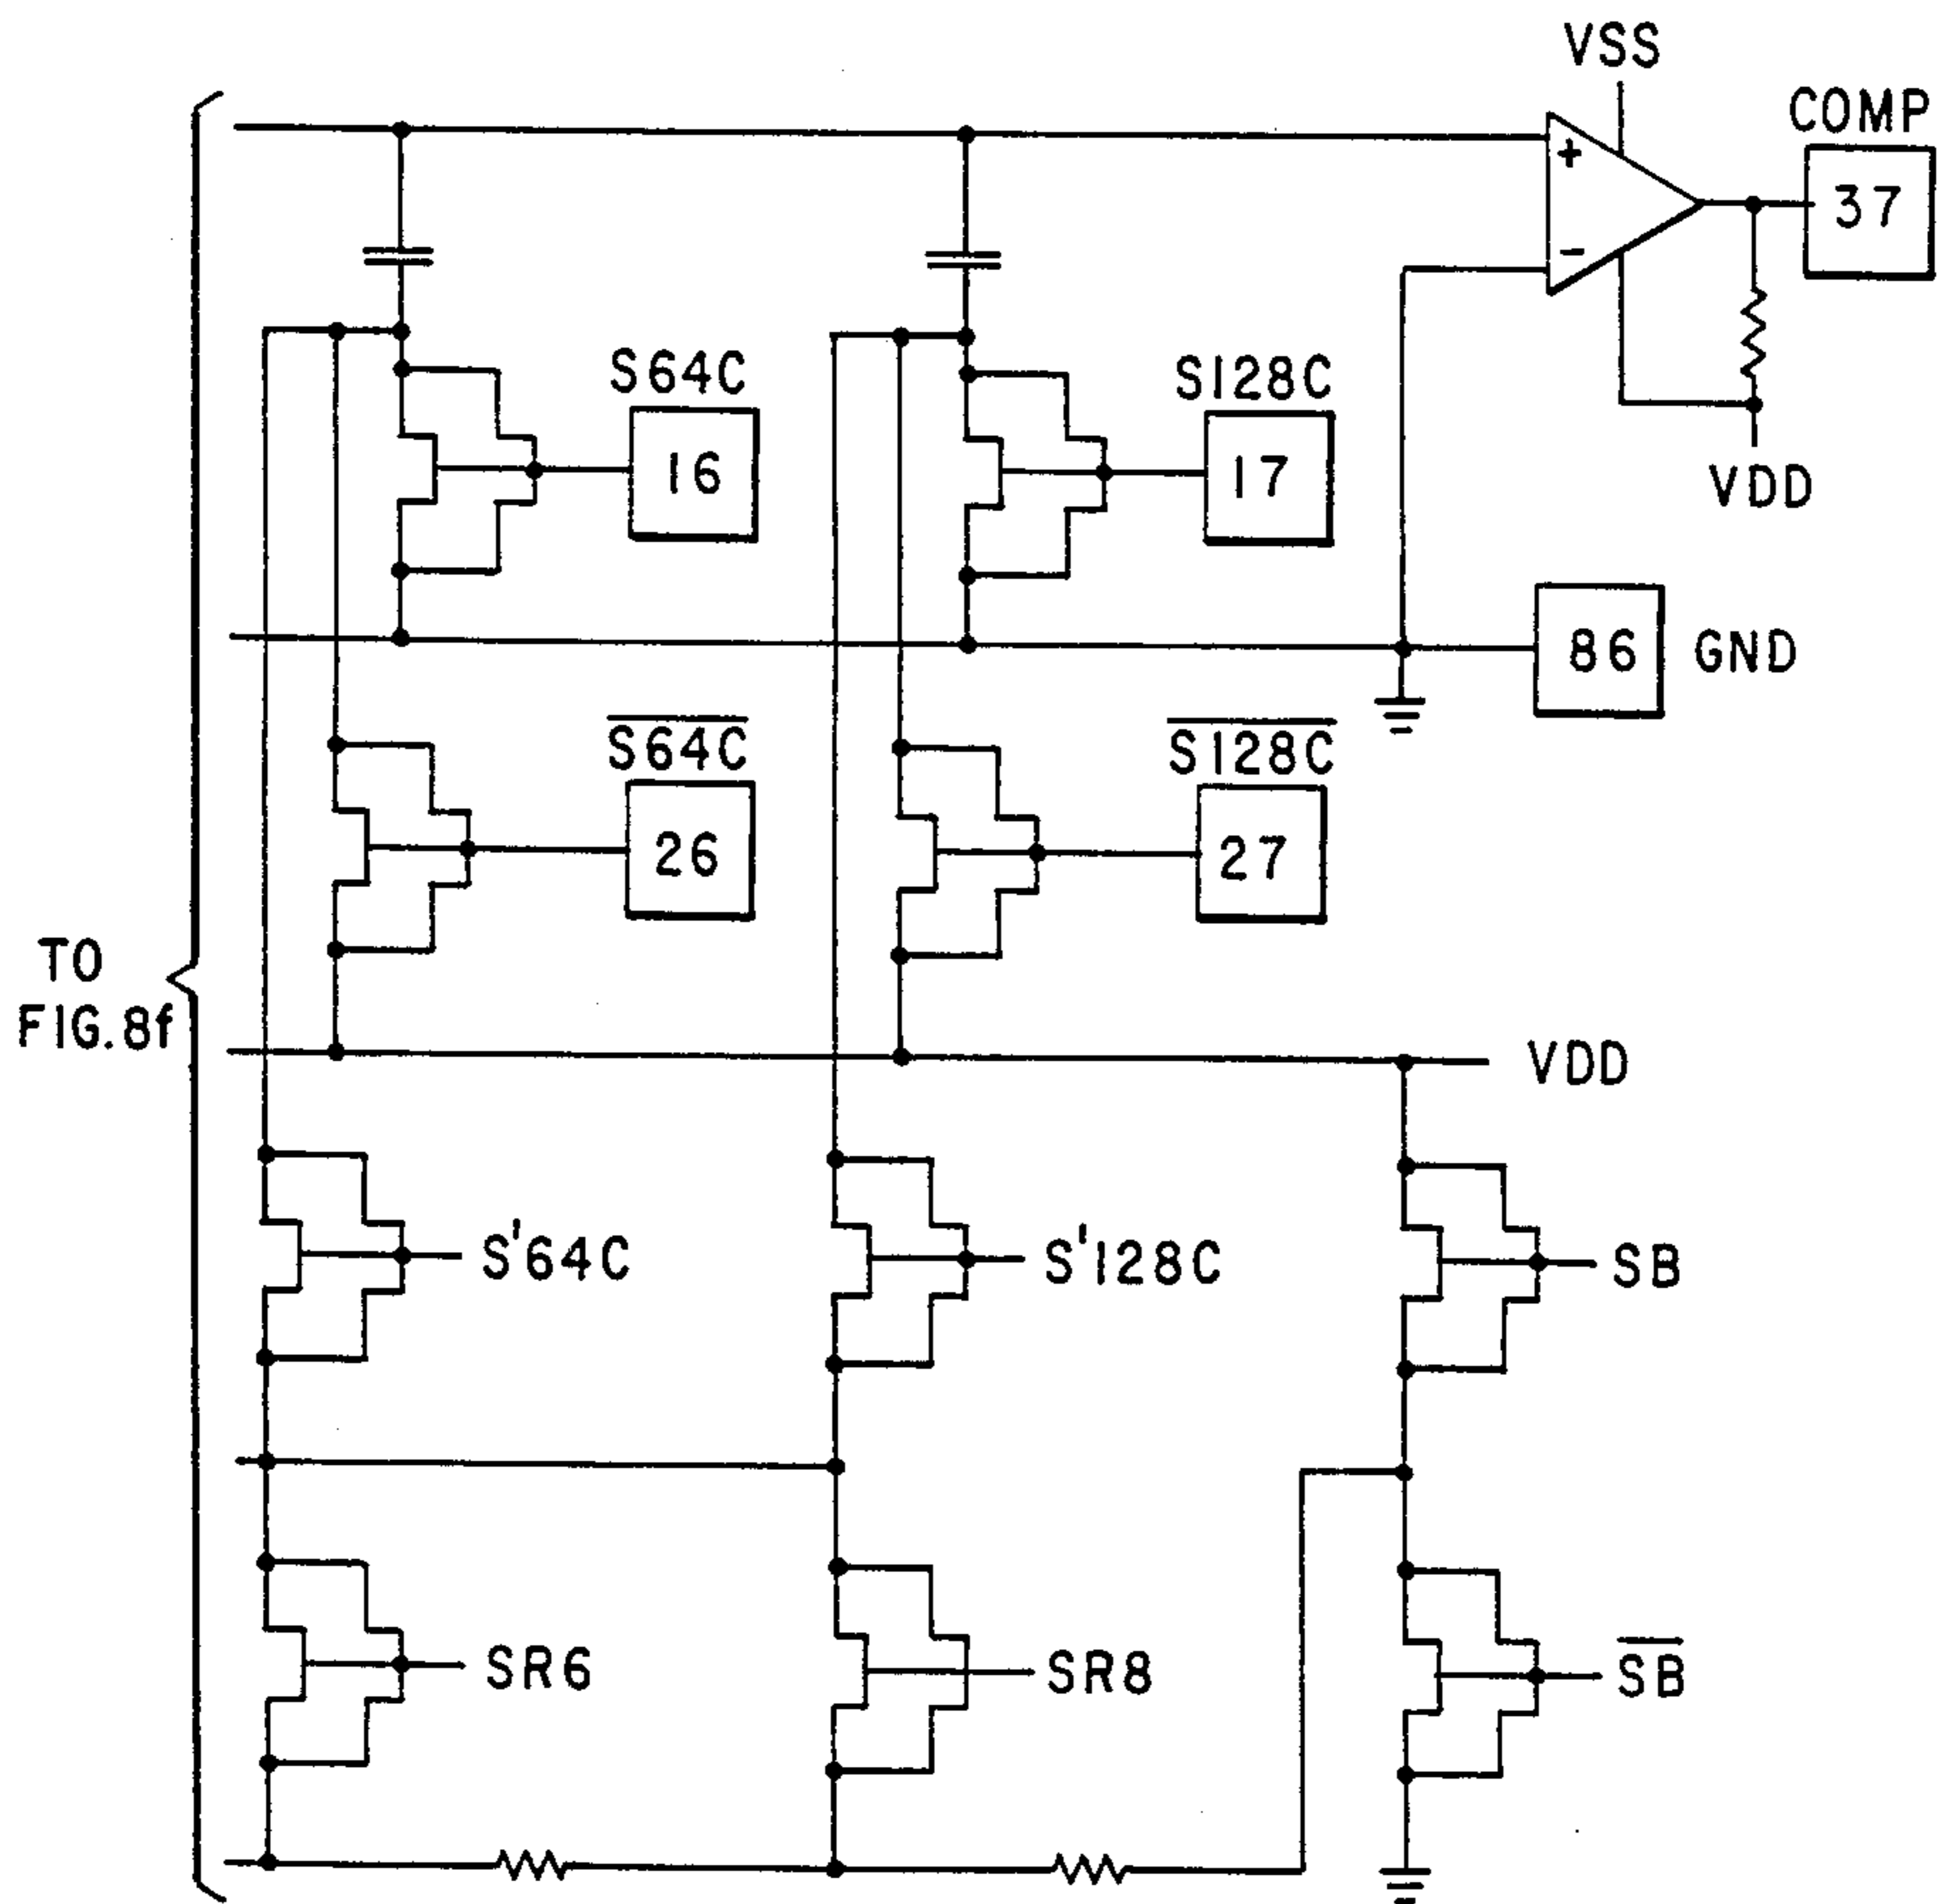 VSS
COMP
+
37
-
S64C
S128C
16
17
VDD
86 GND
S64C
S128C
26
27
TO
FIG.8f
VDD
S'64C
S'128C
SB
SR6
SR8
SB